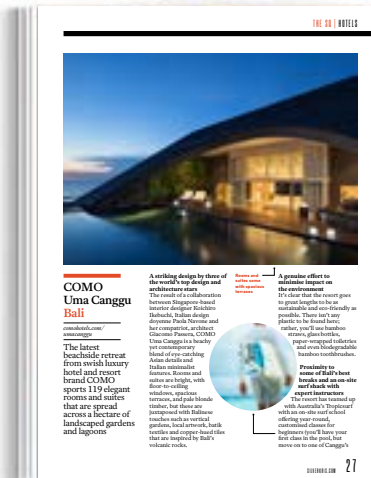 THE SQ | HOTELS
COMO
Uma Canggu
Bali
comohotels.com/
umacanggu
The latest
beachside retreat
from swish luxury
hotel and resort
brand COMO
sports 119 elegant
rooms and suites
that are spread
across a hectare of
landscaped gardens
and lagoons
A striking design by three of
the world's top design and
architecture stars
The result of a collaboration
between Singapore-based
interior designer Koichiro
Ikebuchi, Italian design
doyenne Paola Navone and
her compatriot, architect
Giacomo Passera, COMO
Uma Canggu is a beachy
yet contemporary
blend of eye-catching
Asian details and
Italian minimalist
features. Rooms and
suites are bright, with
floor-to-ceiling
windows, spacious
terraces, and pale blonde
timber, but these are
juxtaposed with Balinese
touches such as vertical
gardens, local artwork, batik
textiles and copper-hued tiles
that are inspired by Bali's
volcanic rocks.
Rooms and
suites come
with spacious
terraces
A genuine effort to
minimise impact on
the environment
It's clear that the resort goes
to great lengths to be as
sustainable and eco-friendly as
possible. There isn't any
plastic to be found here;
rather, you'll use bamboo
straws, glass bottles,
paper-wrapped toiletries
and even biodegradable
bamboo toothbrushes.
Proximity to
some of Bali's best
breaks and an on-site
surf shack with
expert instructors
The resort has teamed up
with Australia's Tropicsurf
with an on-site surf school
offering year-round,
customised classes for
beginners (you'll have your
first class in the pool, but
move on to one of Canggu's
SILVERKRIS.COM 27